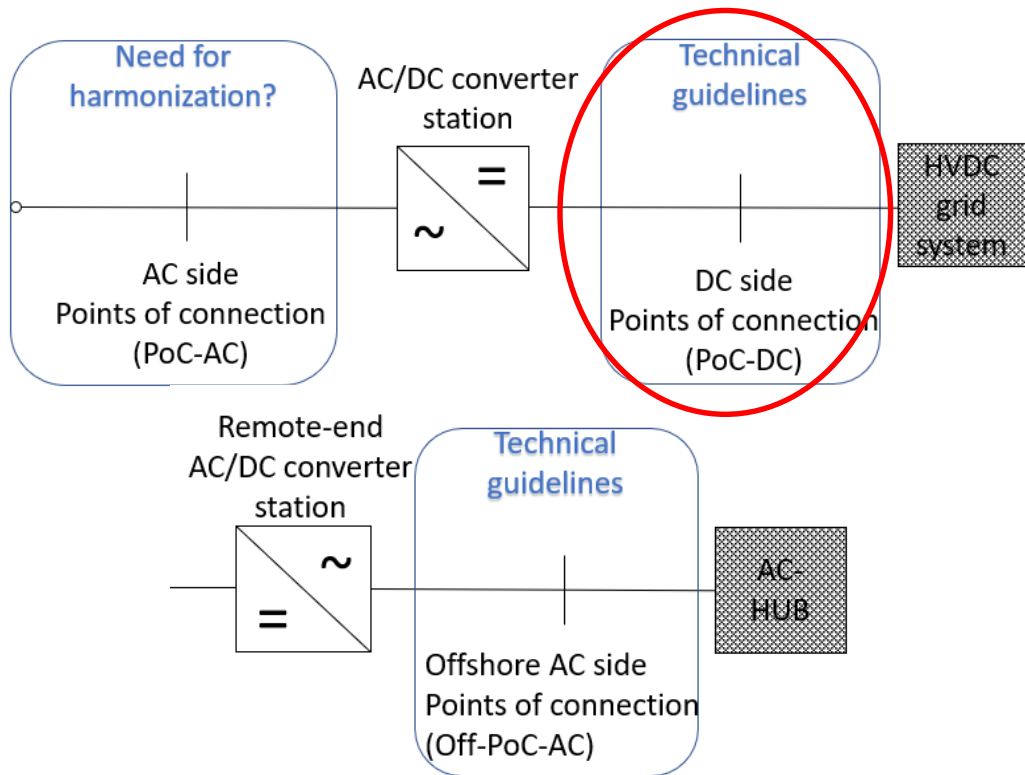 Need for
harmonization?
AC/DC converter
station
Technical
guidelines
=
~
HVDC
grid
system
AC side
Points of connection
(PoC-AC)
DC side
Points of connection
(PoC-DC)
Remote-end
AC/DC converter
station
Technical
guidelines
~
=
AC-
HUB
Offshore AC side
Points of connection
(Off-PoC-AC)